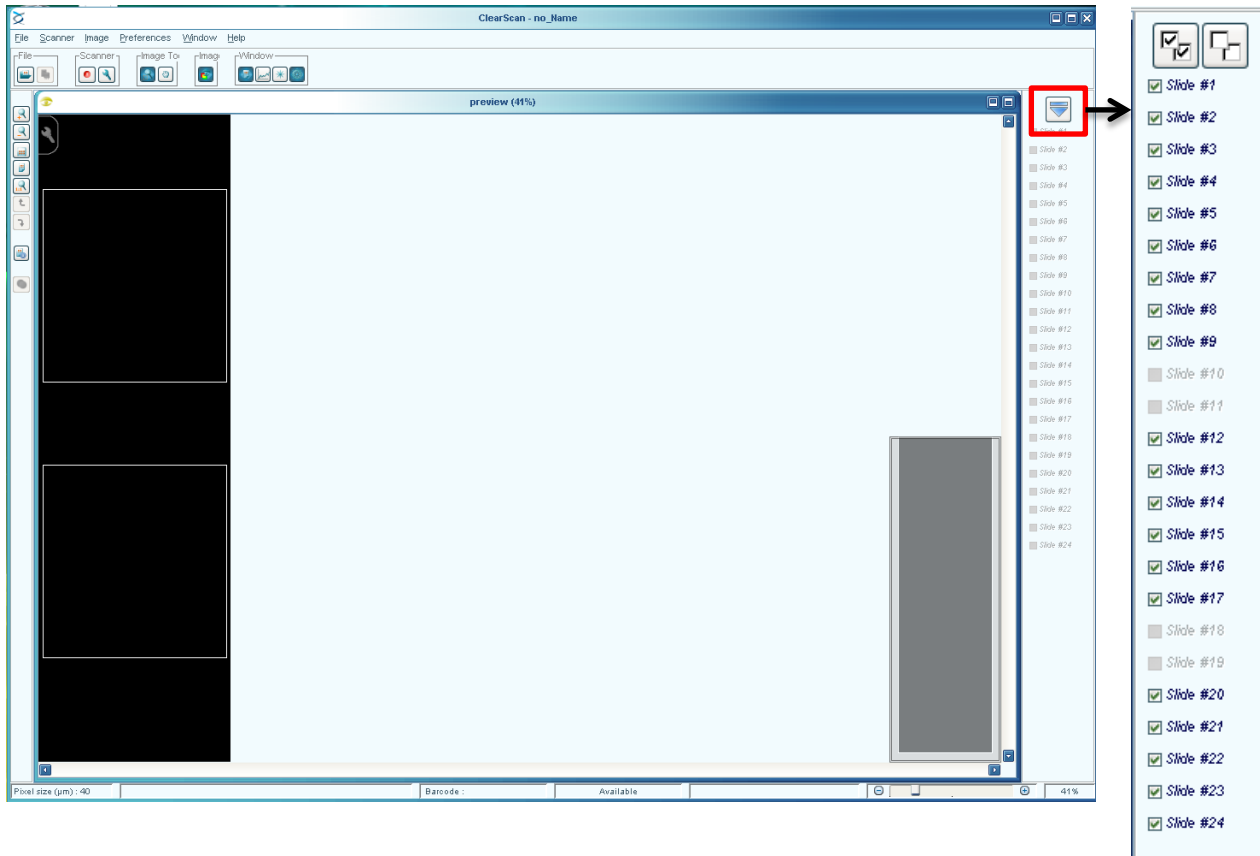 ClearScan - no_Name
File Scanner Image Preferences Window Help
File Scanner Image To Imag Window
preview (41%)
Slide #1
Slide #2
Slide #3
Slide #4
Slide #5
Slide #6
Slide #7
Slide #8
Slide #9
Slide #10
Slide #11
Slide #12
Slide #13
Slide #14
Slide #15
Slide #16
Slide #17
Slide #18
Slide #19
Slide #20
Slide #21
Slide #22
Slide #23
Slide #24
Pixel size (µm) : 40 Barcode : Available 41%
Slide #1
Slide #2
Slide #3
Slide #4
Slide #5
Slide #6
Slide #7
Slide #8
Slide #9
Slide #10
Slide #11
Slide #12
Slide #13
Slide #14
Slide #15
Slide #16
Slide #17
Slide #18
Slide #19
Slide #20
Slide #21
Slide #22
Slide #23
Slide #24